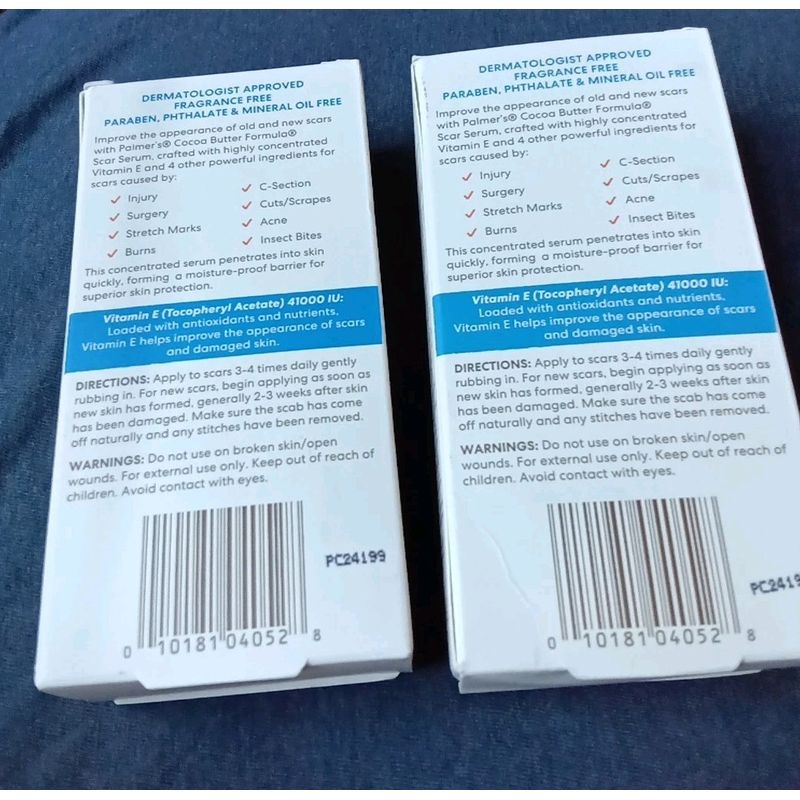 DERMATOLOGIST APPROVED
FRAGRANCE FREE
PARABEN, PHTHALATE & MINERAL OIL FREE
Improve the appearance of old and new scars
with Palmer's® Cocoa Butter Formula®
Scar Serum, crafted with highly concentrated
Vitamin E and 4 other powerful ingredients for
scars caused by:
Injury
Surgery
Stretch Marks
Burns
C-Section
Cuts/Scrapes
Acne
Insect Bites
This concentrated serum penetrates into skin
quickly, forming a moisture-proof barrier for
superior skin protection.
Vitamin E (Tocopheryl Acetate) 41000 IU:
Loaded with antioxidants and nutrients,
Vitamin E helps improve the appearance of scars
and damaged skin.
DIRECTIONS: Apply to scars 3-4 times daily gently
rubbing in. For new scars, begin applying as soon as
new skin has formed, generally 2-3 weeks after skin
has been damaged. Make sure the scab has come
off naturally and any stitches have been removed.
WARNINGS: Do not use on broken skin/open
wounds. For external use only. Keep out of reach of
children. Avoid contact with eyes.
PC24199
0 10181 04052 8
DERMATOLOGIST APPROVED
FRAGRANCE FREE
PARABEN, PHTHALATE & MINERAL OIL FREE
Improve the appearance of old and new scars
with Palmer's® Cocoa Butter Formula®
Scar Serum, crafted with highly concentrated
Vitamin E and 4 other powerful ingredients for
scars caused by:
Injury
Surgery
Stretch Marks
Burns
C-Section
Cuts/Scrapes
Acne
Insect Bites
This concentrated serum penetrates into skin
quickly, forming a moisture-proof barrier for
superior skin protection.
Vitamin E (Tocopheryl Acetate) 41000 IU:
Loaded with antioxidants and nutrients,
Vitamin E helps improve the appearance of scars
and damaged skin.
DIRECTIONS: Apply to scars 3-4 times daily gently
rubbing in. For new scars, begin applying as soon as
new skin has formed, generally 2-3 weeks after skin
has been damaged. Make sure the scab has come
off naturally and any stitches have been removed.
WARNINGS: Do not use on broken skin/open
wounds. For external use only. Keep out of reach of
children. Avoid contact with eyes.
PC2419
0 10181 04052 8